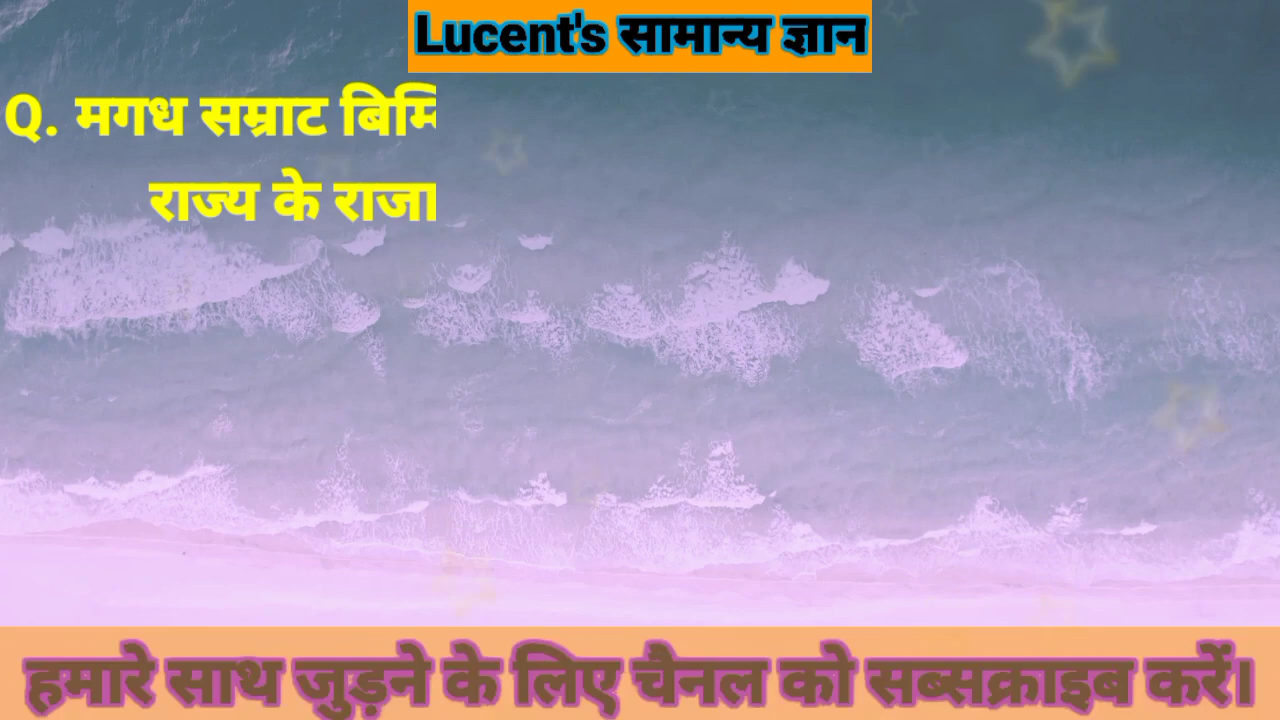 Lucent's सामान्य ज्ञान
Q. मगध सम्राट
राज्य के राजा
हमारे साथ जुड़ने के लिए चैनल को सब्सक्राइब करें।